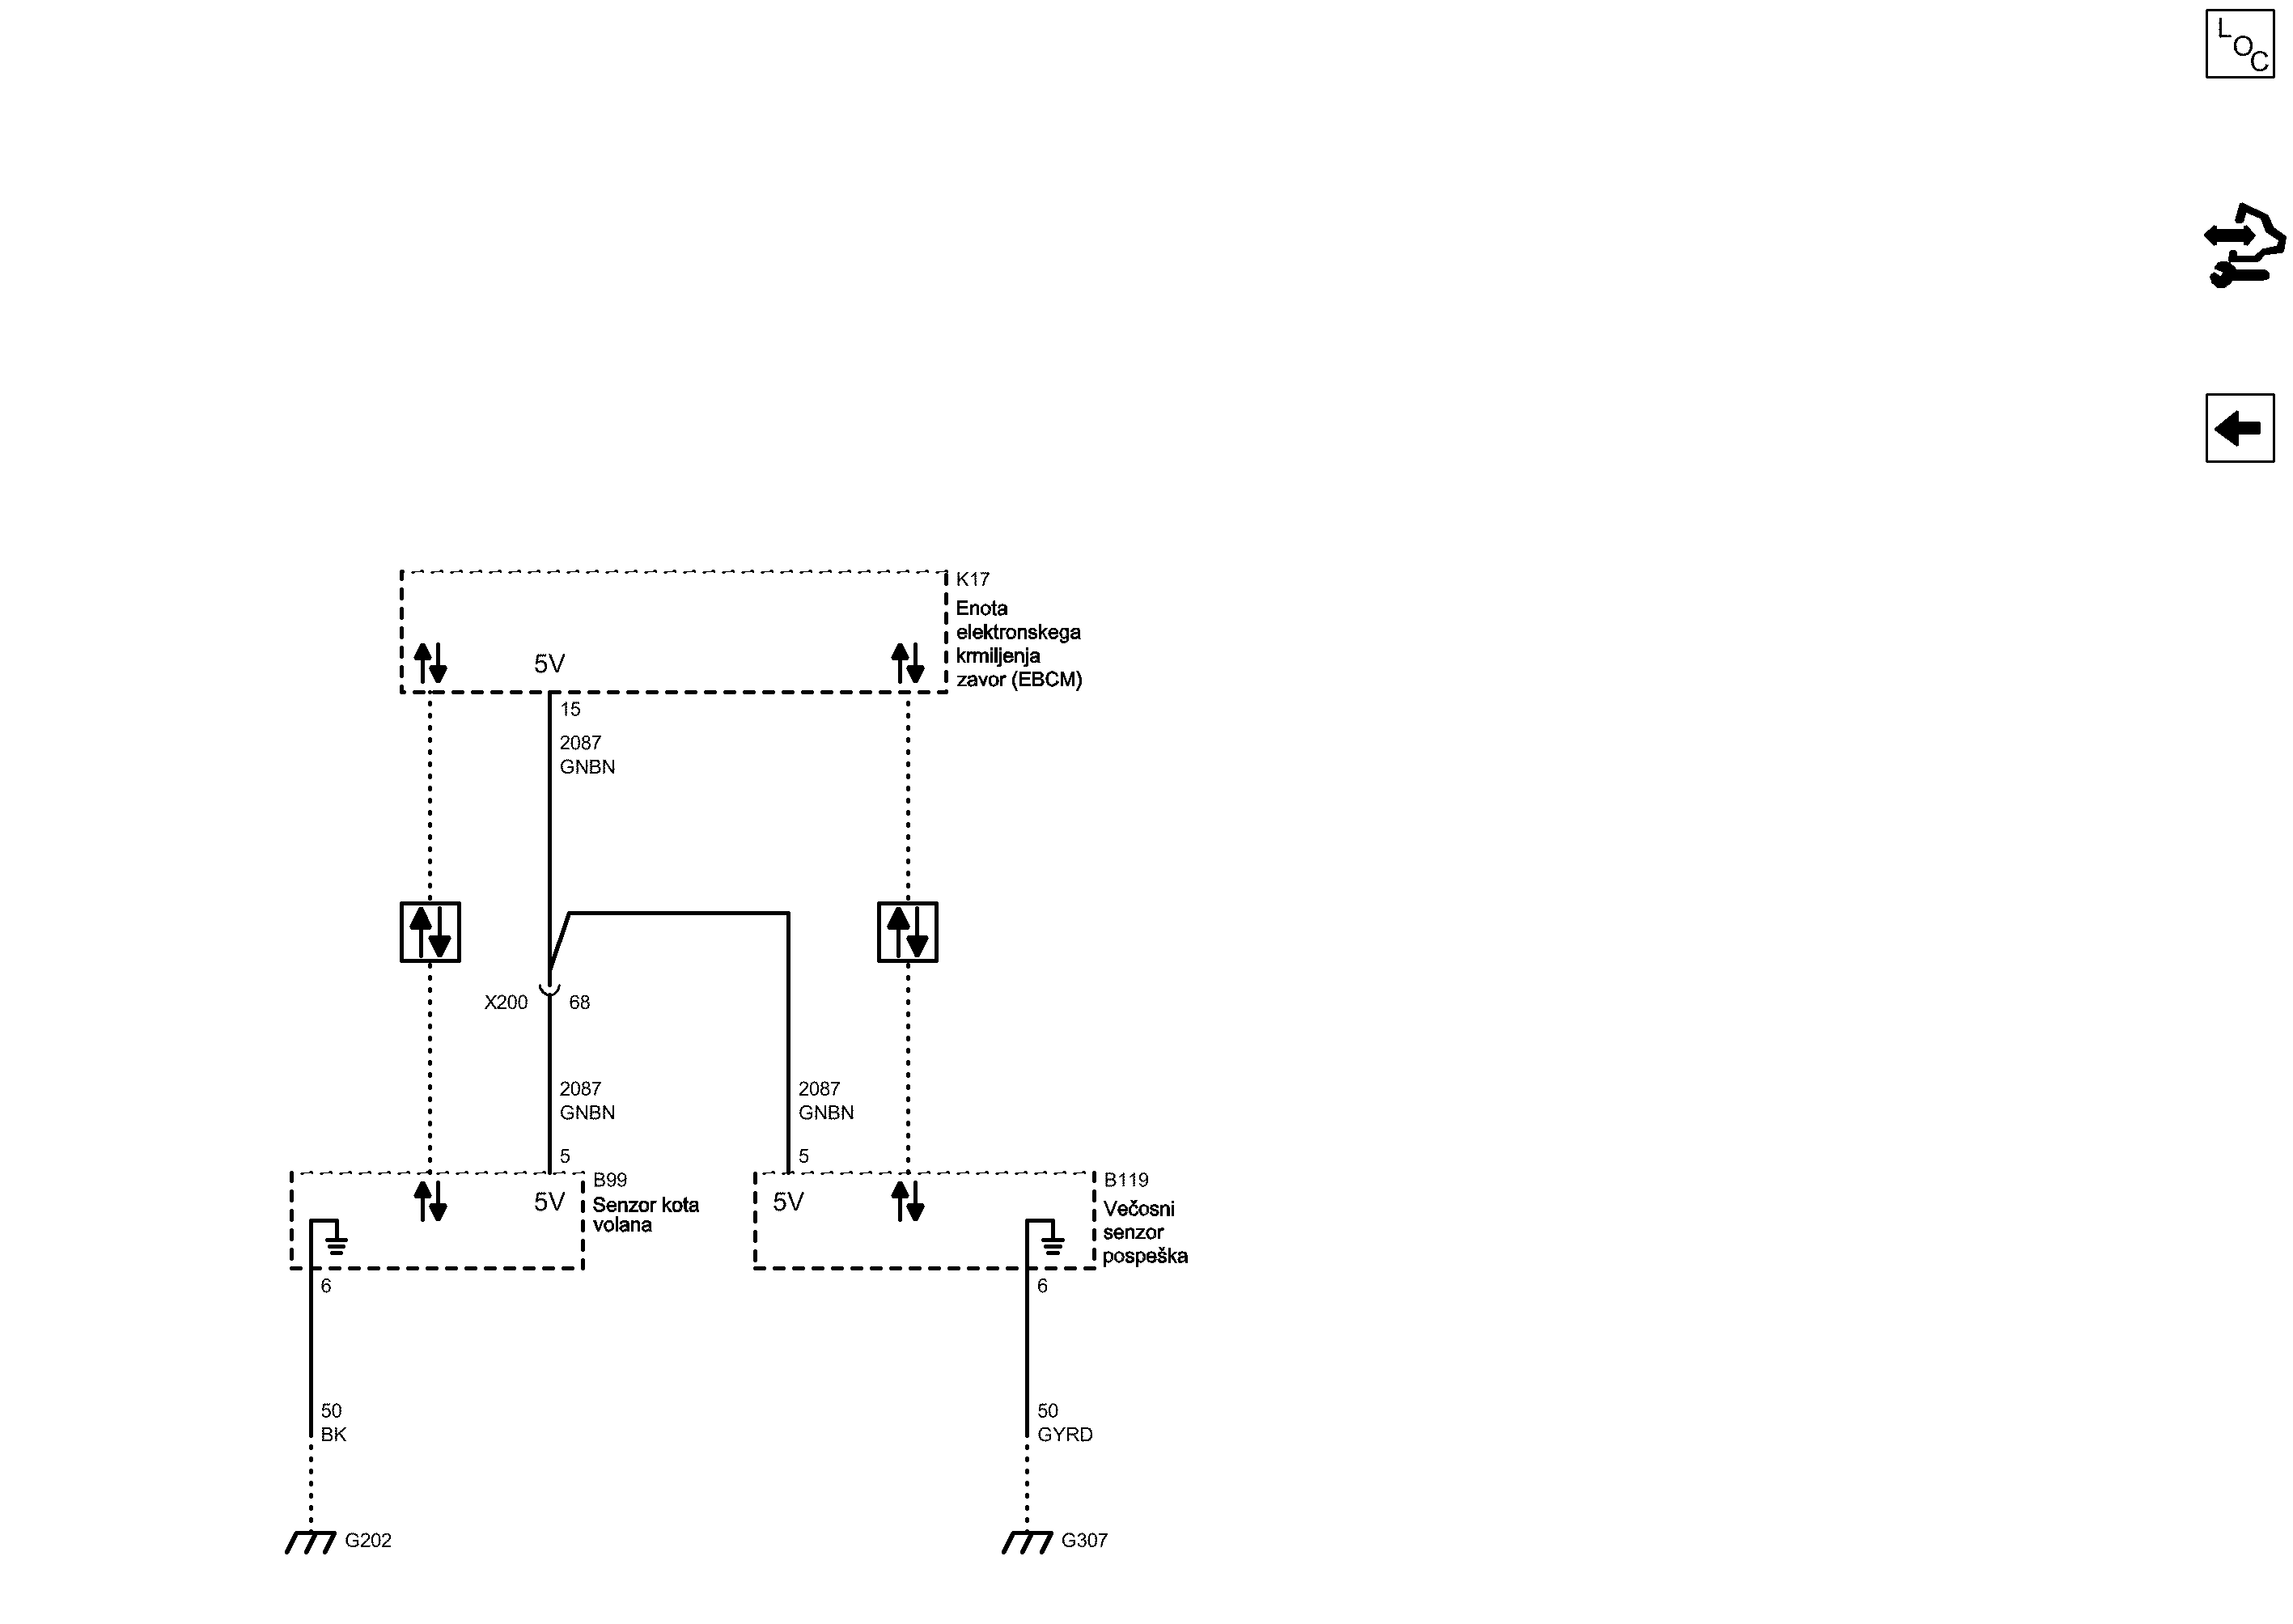 LOC
K17
Enota
elektronskega
krmiljenja
zavor (EBCM)
5V
15
2087
GNBN
X200
68
2087
GNBN
2087
GNBN
5
5
B99
Senzor kota
volana
5V
5V
B119
Večosni
senzor
pospeška
6
6
50
BK
50
GYRD
G202
G307